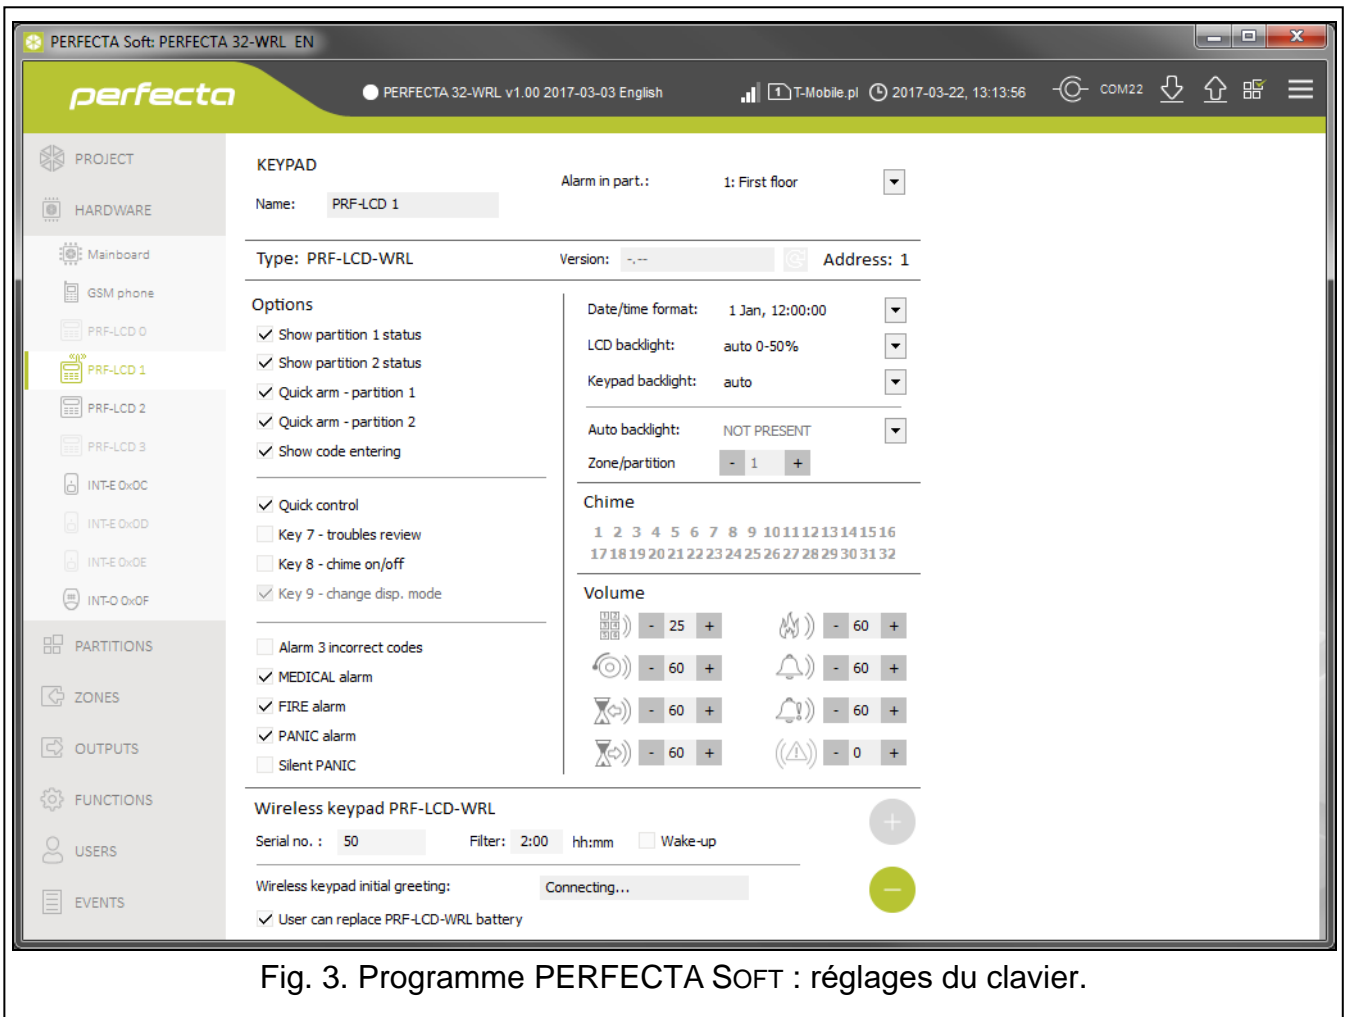 PERFECTA Soft: PERFECTA 32-WRL EN
perfecta
PERFECTA 32-WRL v1.00 2017-03-03 English
1 T-Mobile.pl 2017-03-22, 13:13:56
COM22
PROJECT
HARDWARE
Mainboard
GSM phone
PRF-LCD 0
PRF-LCD 1
PRF-LCD 2
PRF-LCD 3
INT-E 0x0C
INT-E 0x0D
INT-E 0x0E
INT-O 0x0F
PARTITIONS
ZONES
OUTPUTS
FUNCTIONS
USERS
EVENTS
KEYPAD
Name: PRF-LCD 1
Alarm in part.: 1: First floor
Type: PRF-LCD-WRL
Version: -.--
Address: 1
Options
Show partition 1 status
Show partition 2 status
Quick arm - partition 1
Quick arm - partition 2
Show code entering
Quick control
Key 7 - troubles review
Key 8 - chime on/off
Key 9 - change disp. mode
Alarm 3 incorrect codes
MEDICAL alarm
FIRE alarm
PANIC alarm
Silent PANIC
Date/time format: 1 Jan, 12:00:00
LCD backlight: auto 0-50%
Keypad backlight: auto
Auto backlight: NOT PRESENT
Zone/partition - 1 +
Chime
1 2 3 4 5 6 7 8 9 10 11 12 13 14 15 16
17 18 19 20 21 22 23 24 25 26 27 28 29 30 31 32
Volume
- 25 + - 60 +
- 60 + - 60 +
- 60 + - 60 +
- 60 + - 0 +
Wireless keypad PRF-LCD-WRL
Serial no. : 50 Filter: 2:00 hh:mm Wake-up
Wireless keypad initial greeting: Connecting...
User can replace PRF-LCD-WRL battery
Fig. 3. Programme PERFECTA SOFT : réglages du clavier.